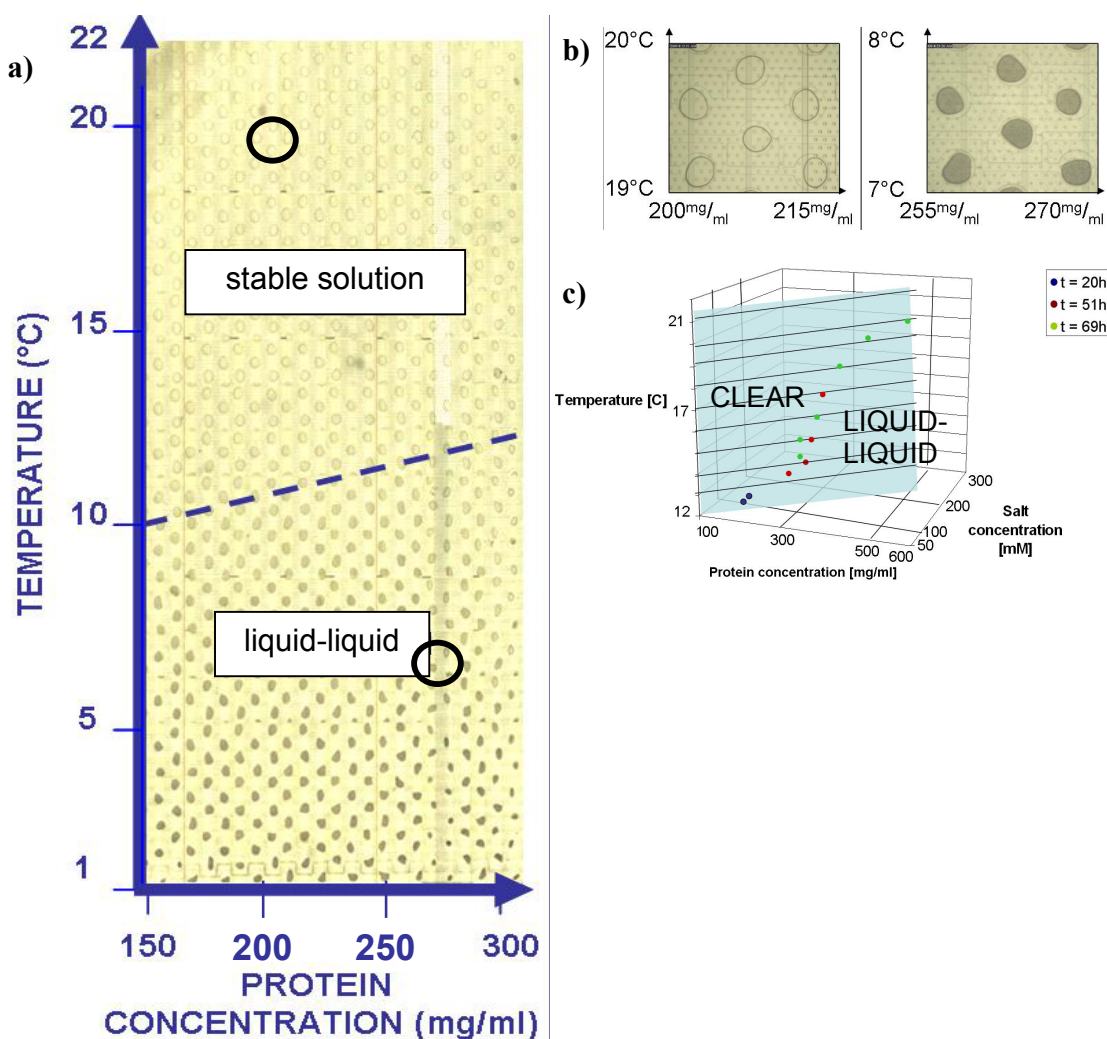 a)
22
20
15
10
5
1
TEMPERATURE (°C)
stable solution
liquid-liquid
150 200 250 300
PROTEIN
CONCENTRATION (mg/ml)
b)
20°C
19°C
200mg/ml 215mg/ml
8°C
7°C
255mg/ml 270mg/ml
c)
t = 20h
t = 51h
t = 69h
21
Temperature [C]
17
12
CLEAR
LIQUID-
LIQUID
300
200
100
50
Salt
concentration
[mM]
100
300
500
600
Protein concentration [mg/ml]